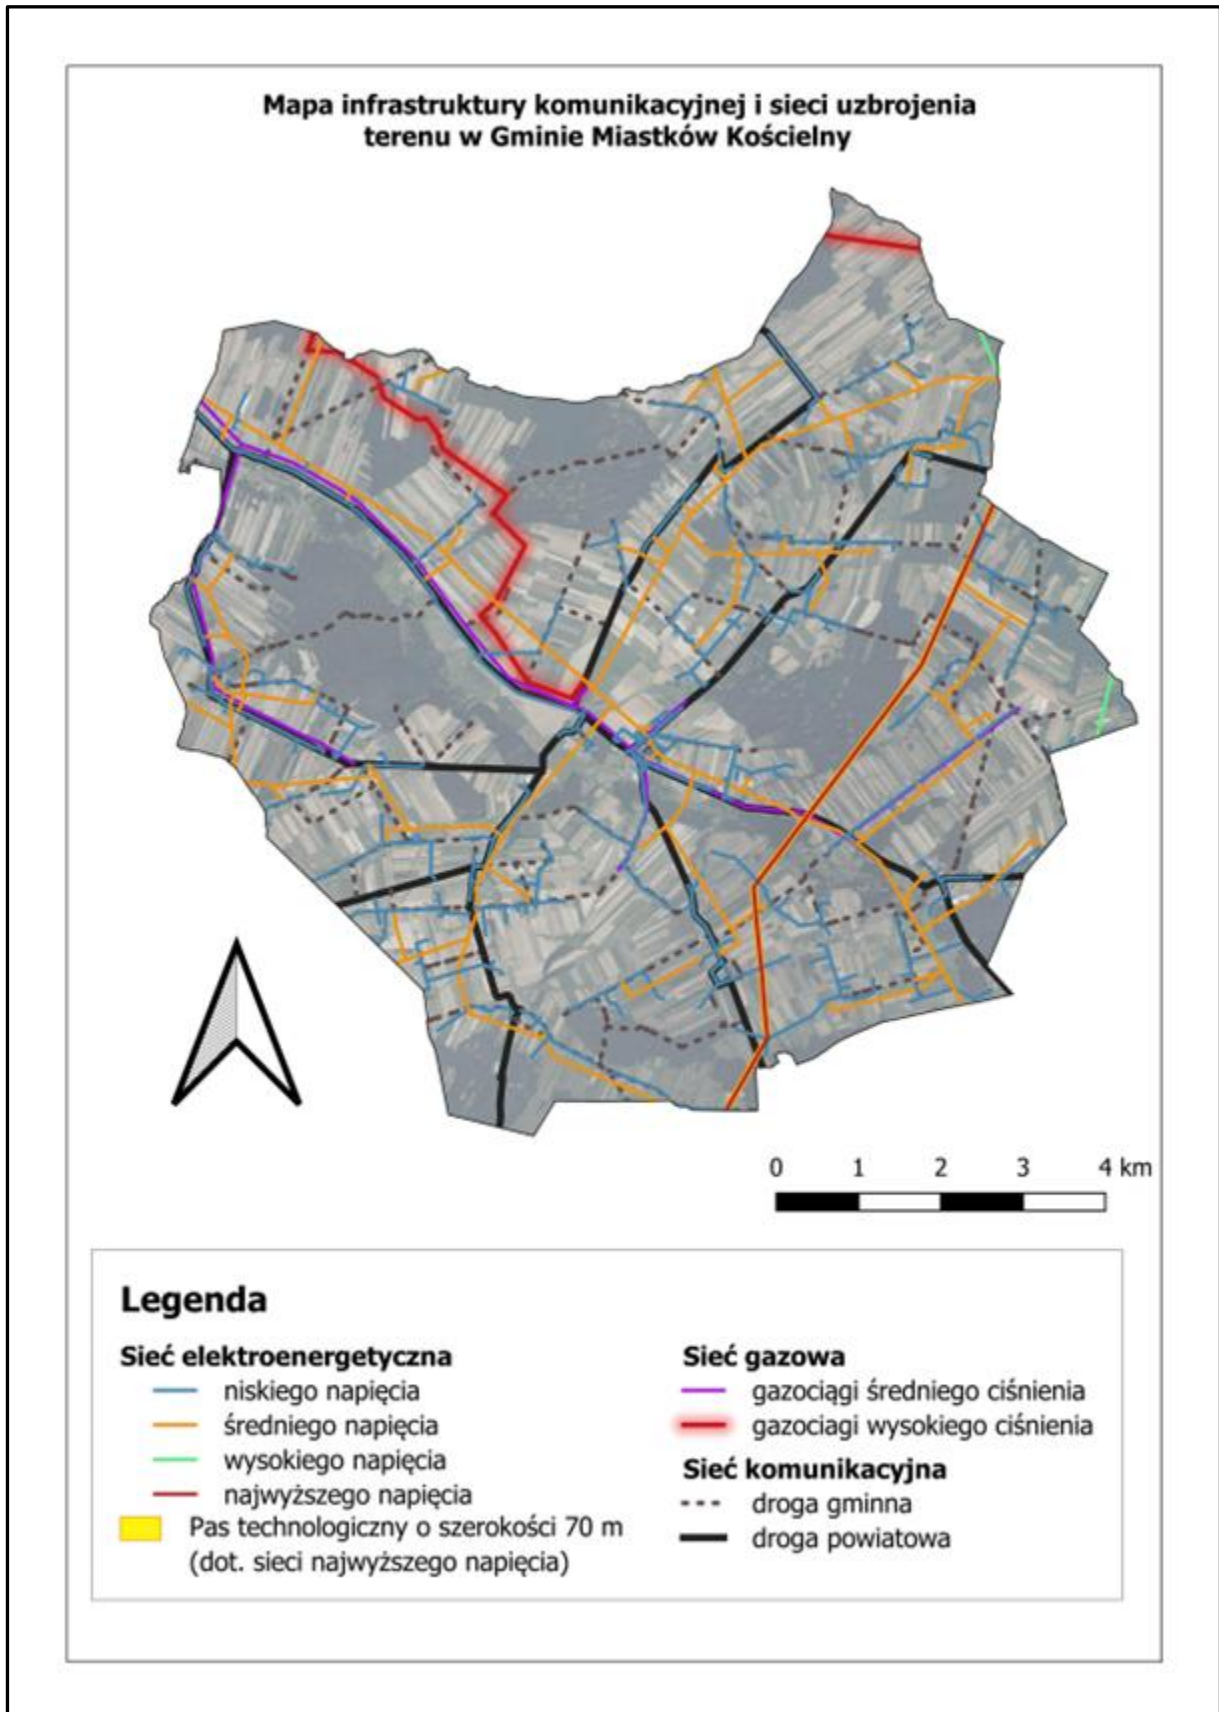 Mapa infrastruktury komunikacyjnej i sieci uzbrojenia
terenu w Gminie Miastków Kościelny
0 1 2 3 4 km
Legenda
Sieć elektroenergetyczna
niskiego napięcia
średniego napięcia
wysokiego napięcia
najwyższego napięcia
Pas technologiczny o szerokości 70 m
(dot. sieci najwyższego napięcia)
Sieć gazowa
gazociągi średniego ciśnienia
gazociagi wysokiego ciśnienia
Sieć komunikacyjna
droga gminna
droga powiatowa